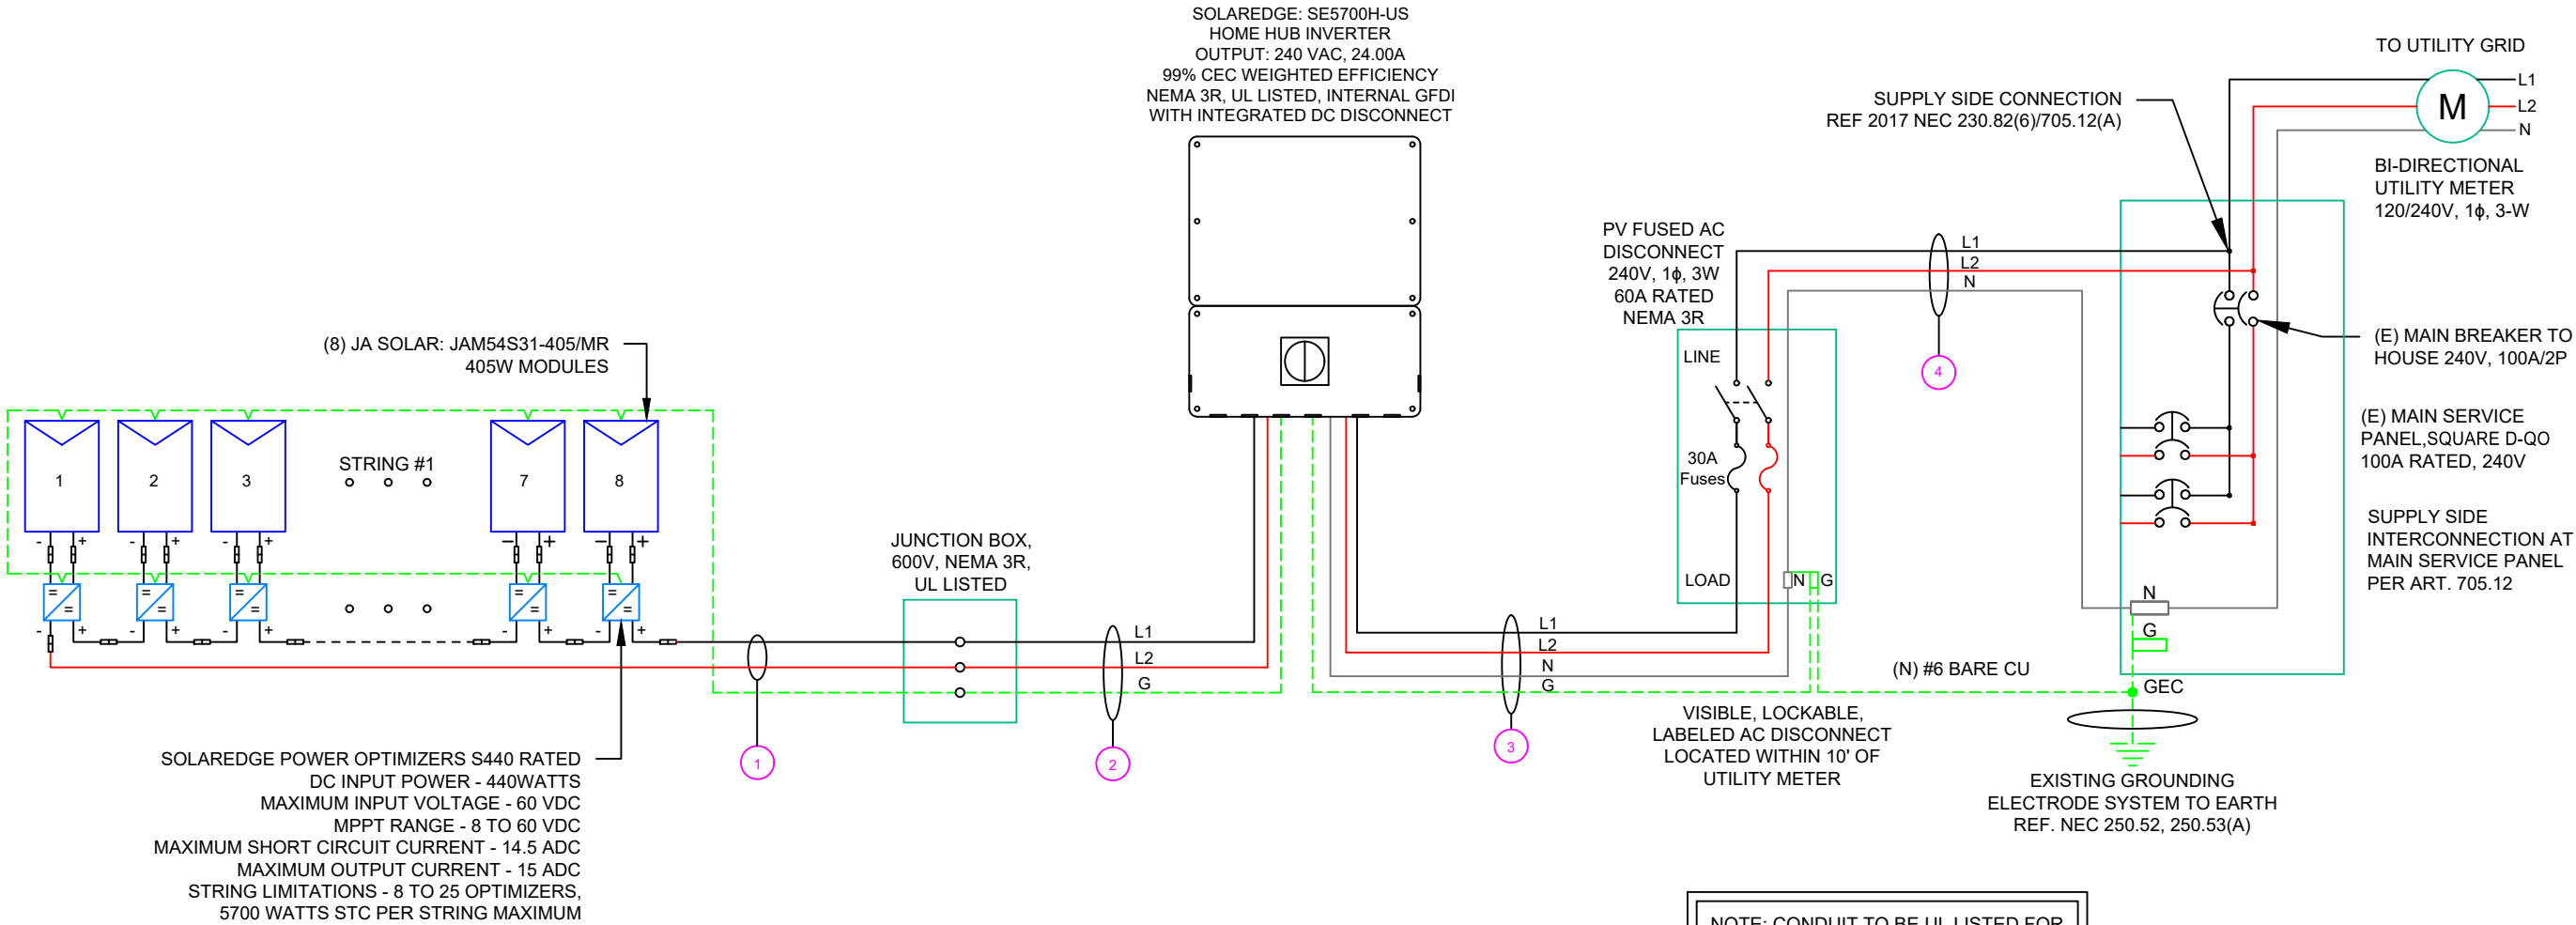 SOLAREDGE: SE5700H-US
HOME HUB INVERTER
OUTPUT: 240 VAC, 24.00A
99% CEC WEIGHTED EFFICIENCY
NEMA 3R, UL LISTED, INTERNAL GFDI
WITH INTEGRATED DC DISCONNECT
TO UTILITY GRID
L1
L2
N
M
SUPPLY SIDE CONNECTION
REF 2017 NEC 230.82(6)/705.12(A)
BI-DIRECTIONAL
UTILITY METER
120/240V, 1ϕ, 3-W
PV FUSED AC
DISCONNECT
240V, 1ϕ, 3W
60A RATED
NEMA 3R
L1
L2
N
4
LINE
30A
Fuses
LOAD
N
G
(E) MAIN BREAKER TO
HOUSE 240V, 100A/2P
(E) MAIN SERVICE
PANEL,SQUARE D-QO
100A RATED, 240V
SUPPLY SIDE
INTERCONNECTION AT
MAIN SERVICE PANEL
PER ART. 705.12
(8) JA SOLAR: JAM54S31-405/MR
405W MODULES
1
2
3
STRING #1
7
8
- + - + - + - + - +
- + - + - + - + - +
JUNCTION BOX,
600V, NEMA 3R,
UL LISTED
L1
L2
G
1
2
L1
L2
N
G
3
N
G
(N) #6 BARE CU
GEC
VISIBLE, LOCKABLE,
LABELED AC DISCONNECT
LOCATED WITHIN 10' OF
UTILITY METER
EXISTING GROUNDING
ELECTRODE SYSTEM TO EARTH
REF. NEC 250.52, 250.53(A)
SOLAREDGE POWER OPTIMIZERS S440 RATED
DC INPUT POWER - 440WATTS
MAXIMUM INPUT VOLTAGE - 60 VDC
MPPT RANGE - 8 TO 60 VDC
MAXIMUM SHORT CIRCUIT CURRENT - 14.5 ADC
MAXIMUM OUTPUT CURRENT - 15 ADC
STRING LIMITATIONS - 8 TO 25 OPTIMIZERS,
5700 WATTS STC PER STRING MAXIMUM
NOTE: CONDUIT TO BE UL LISTED FOR